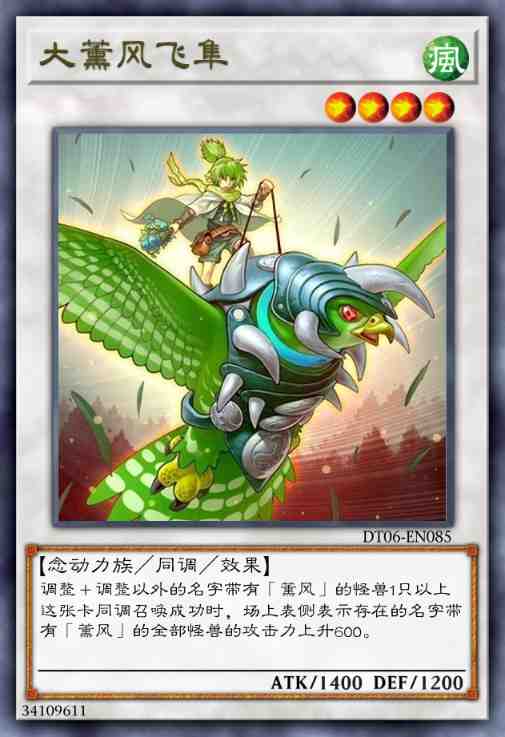 大薰风飞隼
瘋
DT06-EN085
【念动力族／同调／效果】
调整＋调整以外的名字带有「薰风」的怪兽1只以上
这张卡同调召唤成功时，场上表侧表示存在的名字带
有「薰风」的全部怪兽的攻击力上升600。
ATK/1400 DEF/1200
34109611